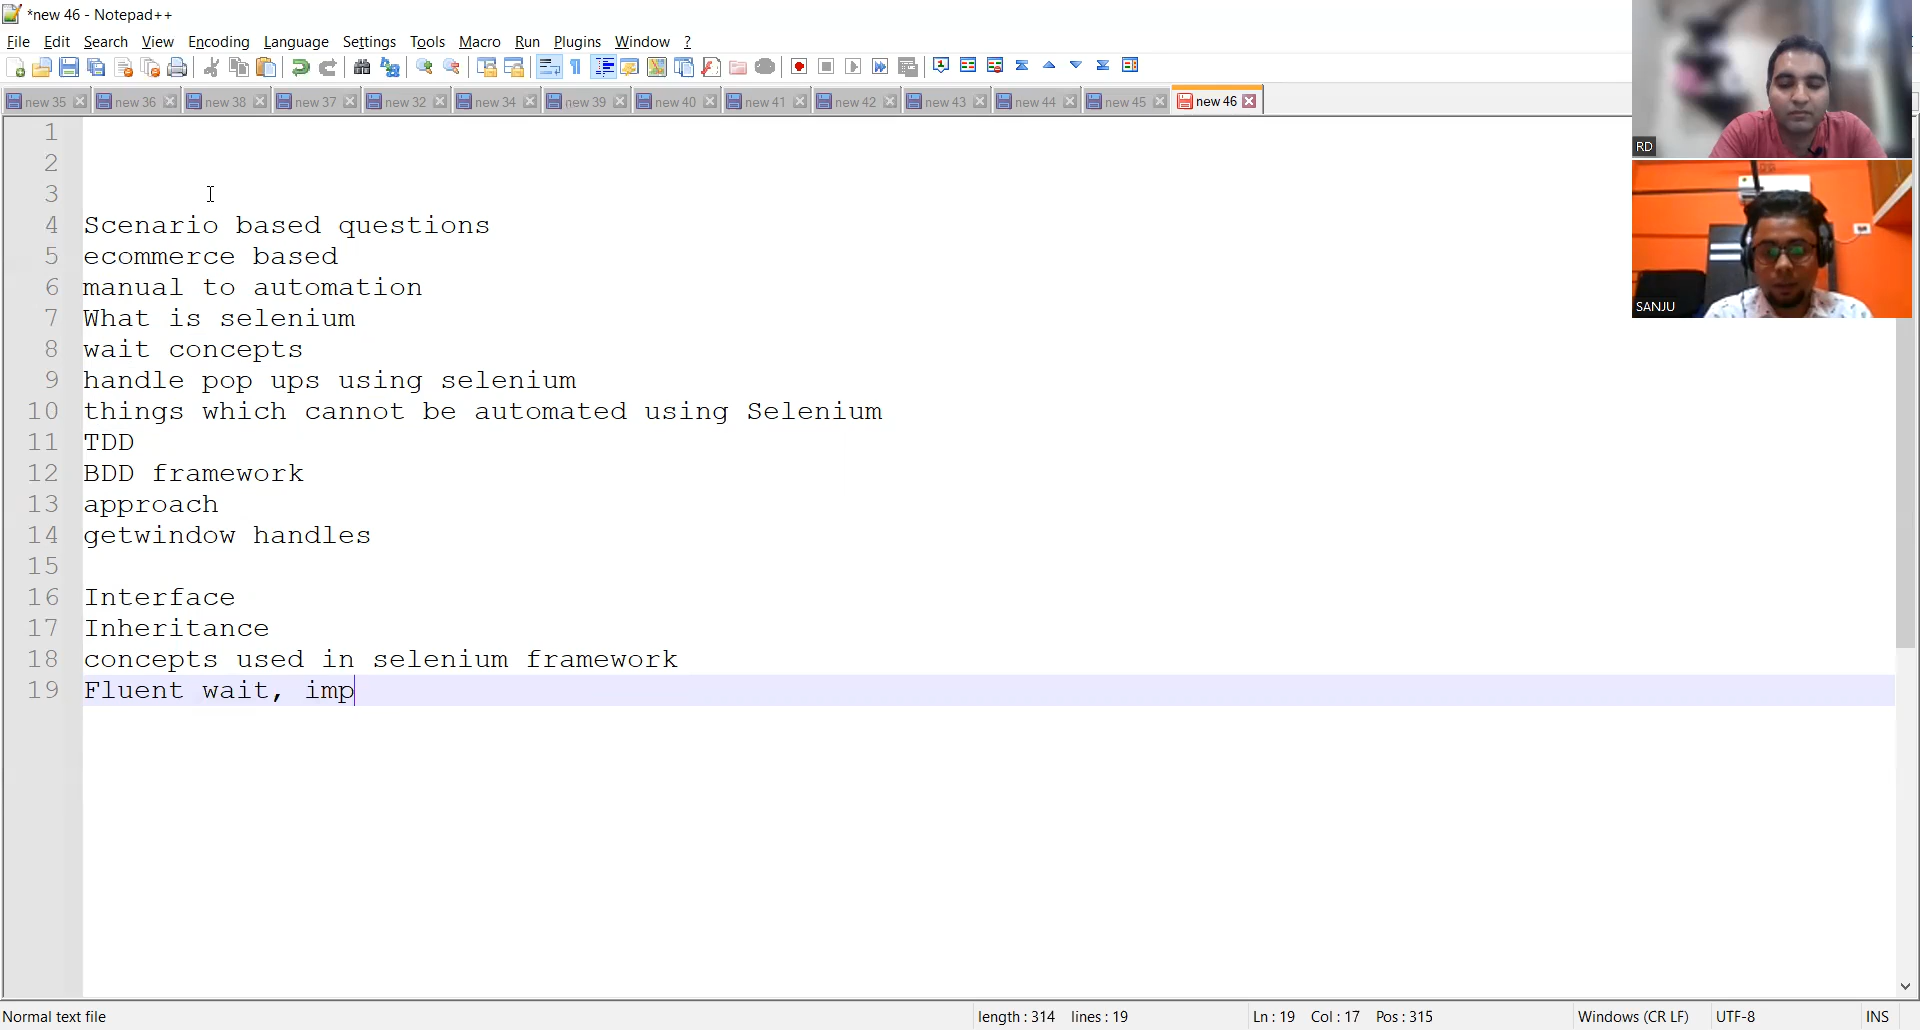 *new 46 - Notepad++
File Edit Search View Encoding Language Settings Tools Macro Run Plugins Window ?
new 35 new 36 new 38 new 37 new 32 new 34 new 39 new 40 new 41 new 42 new 43 new 44 new 45 new 46
RD
SANJU
1
2
3
4 Scenario based questions
5 ecommerce based
6 manual to automation
7 What is selenium
8 wait concepts
9 handle pop ups using selenium
10 things which cannot be automated using Selenium
11 TDD
12 BDD framework
13 approach
14 getwindow handles
15
16 Interface
17 Inheritance
18 concepts used in selenium framework
19 Fluent wait, imp
Normal text file length : 314 lines : 19 Ln : 19 Col : 17 Pos : 315 Windows (CR LF) UTF-8 INS